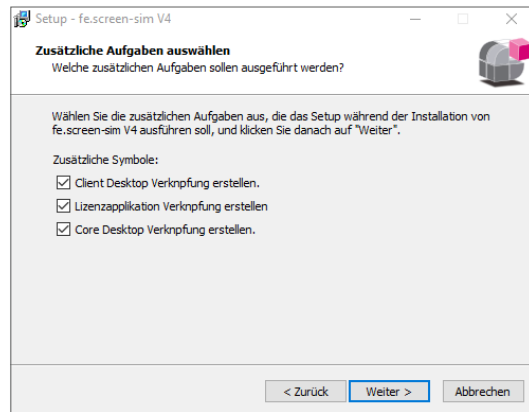 Setup - fe.screen-sim V4
Zusätzliche Aufgaben auswählen
Welche zusätzlichen Aufgaben sollen ausgeführt werden?
Wählen Sie die zusätzlichen Aufgaben aus, die das Setup während der Installation von
fe.screen-sim V4 ausführen soll, und klicken Sie danach auf "Weiter".
Zusätzliche Symbole:
Client Desktop Verknpfung erstellen.
Lizenzapplikation Verknpfung erstellen
Core Desktop Verknpfung erstellen.
< Zurück
Weiter >
Abbrechen